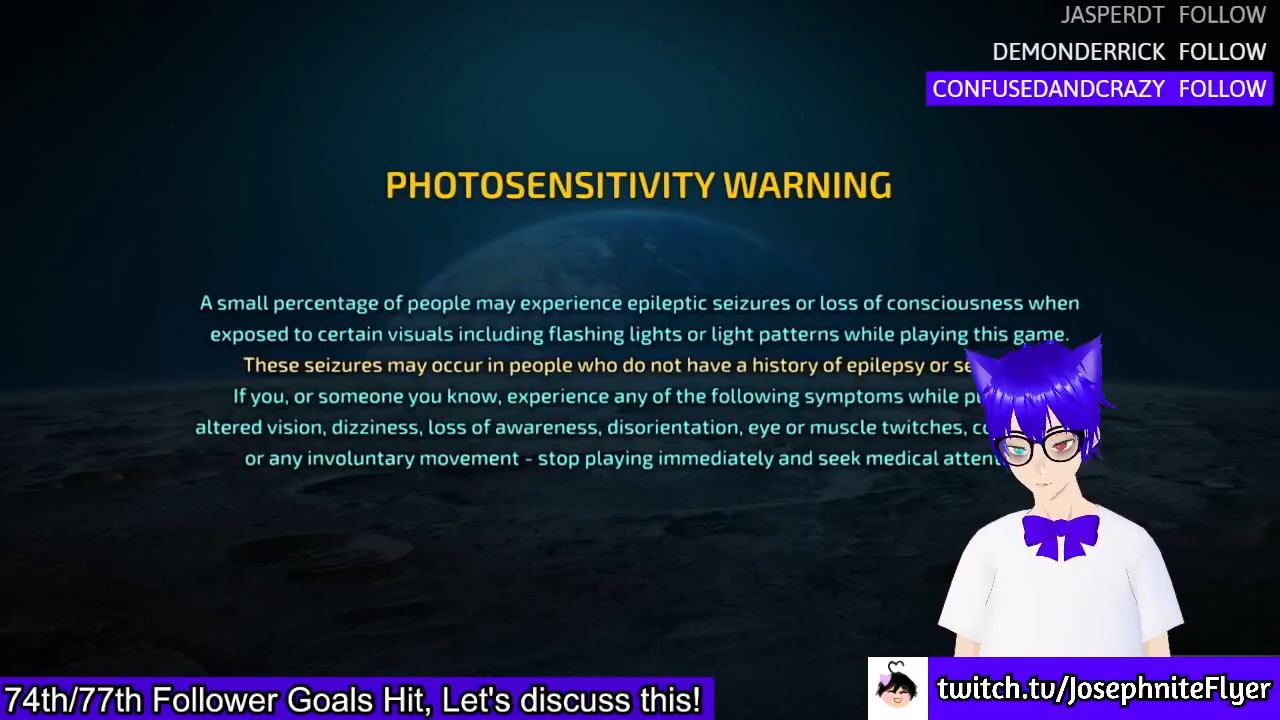 JASPERDT FOLLOW
DEMONDERRICK FOLLOW
CONFUSEDANDCRAZY FOLLOW
PHOTOSENSITIVITY WARNING
A small percentage of people may experience epileptic seizures or loss of consciousness when
exposed to certain visuals including flashing lights or light patterns while playing this game.
These seizures may occur in people who do not have a history of epilepsy or
If you, or someone you know, experience any of the following symptoms while
altered vision, dizziness, loss of awareness, disorientation, eye or muscle twitches,
or any involuntary movement - stop playing immediately and seek medical
74th/77th Follower Goals Hit, Let's discuss this!
twitch.tv/JosephniteFlyer